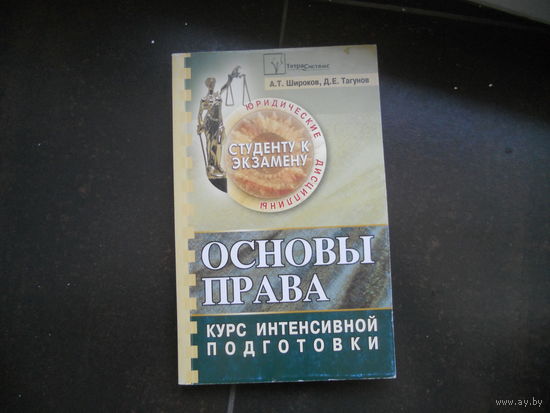 ТетраСистемс
А.Т. Широков, Д.Е. Тагунов
ЮРИДИЧЕСКИЕ ДИСЦИПЛИНЫ
СТУДЕНТУ К
ЭКЗАМЕНУ
ОСНОВЫ
ПРАВА
КУРС ИНТЕНСИВНОЙ
ПОДГОТОВКИ
www.ay.by